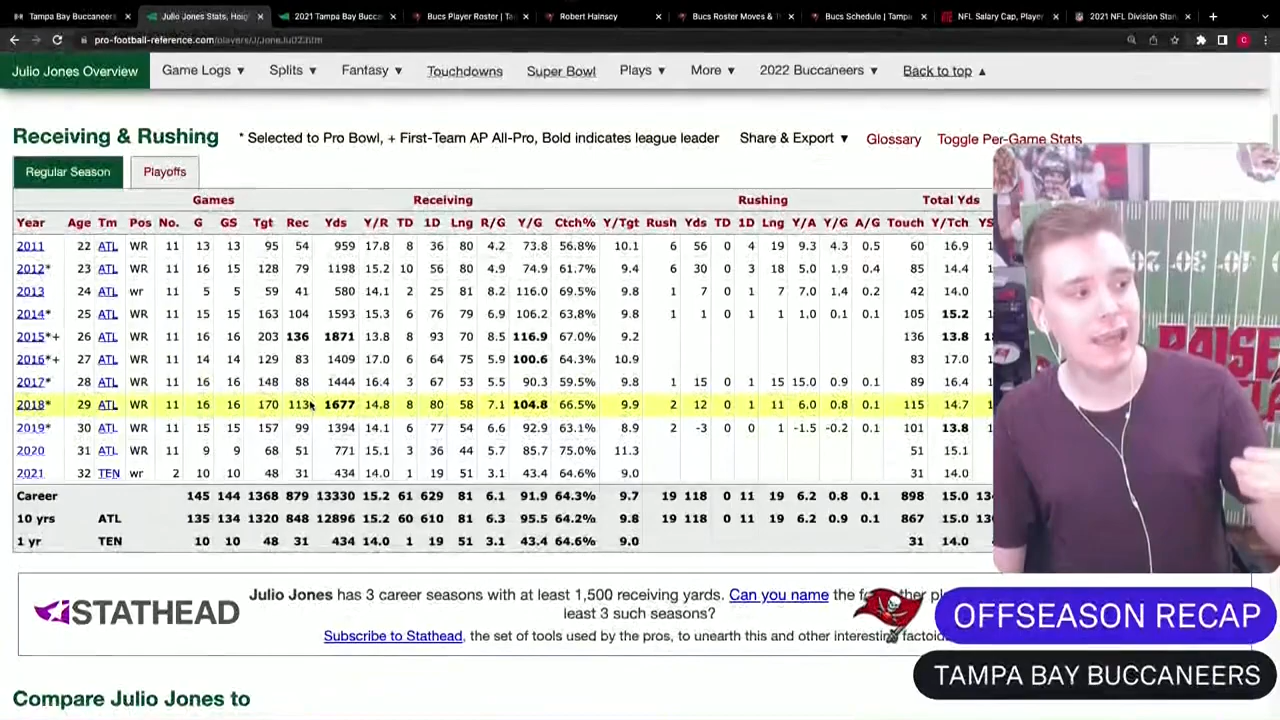 Tampa Bay Buccaneers
Julio Jones Stats, Heig
2021 Tampa Bay Bucca
Bucs Player Roster | Ta
Robert Hainsey
Bucs Roster Moves & T
Bucs Schedule | Tampa
NFL Salary Cap, Player
2021 NFL Division Stan
pro-football-reference.com/players/J/JoneJu02.htm
Julio Jones Overview Game Logs ▼ Splits ▼ Fantasy ▼ Touchdowns Super Bowl Plays ▼ More ▼ 2022 Buccaneers ▼ Back to top ▲
Receiving & Rushing * Selected to Pro Bowl, + First-Team AP All-Pro, Bold indicates league leader Share & Export ▼ Glossary Toggle Per-Game Stats
Regular Season Playoffs
Games Receiving Rushing Total Yds
Year Age Tm Pos No. G GS Tgt Rec Yds Y/R TD 1D Lng R/G Y/G Ctch% Y/Tgt Rush Yds TD 1D Lng Y/A Y/G A/G Touch Y/Tch YS
2011 22 ATL WR 11 13 13 95 54 959 17.8 8 36 80 4.2 73.8 56.8% 10.1 6 56 0 4 19 9.3 4.3 0.5 60 16.9 1
2012* 23 ATL WR 11 16 15 128 79 1198 15.2 10 56 80 4.9 74.9 61.7% 9.4 6 30 0 3 18 5.0 1.9 0.4 85 14.4 1
2013 24 ATL wr 11 5 5 59 41 580 14.1 2 25 81 8.2 116.0 69.5% 9.8 1 7 0 0 7 7.0 1.4 0.2 42 14.0
2014* 25 ATL WR 11 15 15 163 104 1593 15.3 6 76 79 6.9 106.2 63.8% 9.8 1 1 0 0 1 1.0 0.1 0.1 105 15.2 1
2015*+ 26 ATL WR 11 16 16 203 136 1871 13.8 8 93 70 8.5 116.9 67.0% 9.2 136 13.8 18
2016*+ 27 ATL WR 11 14 14 129 83 1409 17.0 6 64 75 5.9 100.6 64.3% 10.9 83 17.0 1
2017* 28 ATL WR 11 16 16 148 88 1444 16.4 3 67 53 5.5 90.3 59.5% 9.8 1 15 0 0 15 15.0 0.9 0.1 89 16.4 1
2018* 29 ATL WR 11 16 16 170 113 1677 14.8 8 80 58 7.1 104.8 66.5% 9.9 2 12 0 1 11 6.0 0.8 0.1 115 14.7 1
2019* 30 ATL WR 11 15 15 157 99 1394 14.1 6 77 54 6.6 92.9 63.1% 8.9 2 -3 0 0 1 -1.5 -0.2 0.1 101 13.8 1
2020 31 ATL WR 11 9 9 68 51 771 15.1 3 36 44 5.7 85.7 75.0% 11.3 51 15.1
2021 32 TEN wr 2 10 10 48 31 434 14.0 1 19 51 3.1 43.4 64.6% 9.0 31 14.0
Career 145 144 1368 879 13330 15.2 61 629 81 6.1 91.9 64.3% 9.7 19 118 0 11 19 6.2 0.8 0.1 898 15.0 134
10 yrs ATL 135 134 1320 848 12896 15.2 60 610 81 6.3 95.5 64.2% 9.8 19 118 0 11 19 6.2 0.9 0.1 867 15.0 130
1 yr TEN 10 10 48 31 434 14.0 1 19 51 3.1 43.4 64.6% 9.0 31 14.0
STATHEAD
Julio Jones has 3 career seasons with at least 1,500 receiving yards. Can you name the
least 3 such seasons?
Subscribe to Stathead, the set of tools used by the pros, to unearth this and other interesting factoid
Compare Julio Jones to
RAISE
OFFSEASON RECAP
TAMPA BAY BUCCANEERS